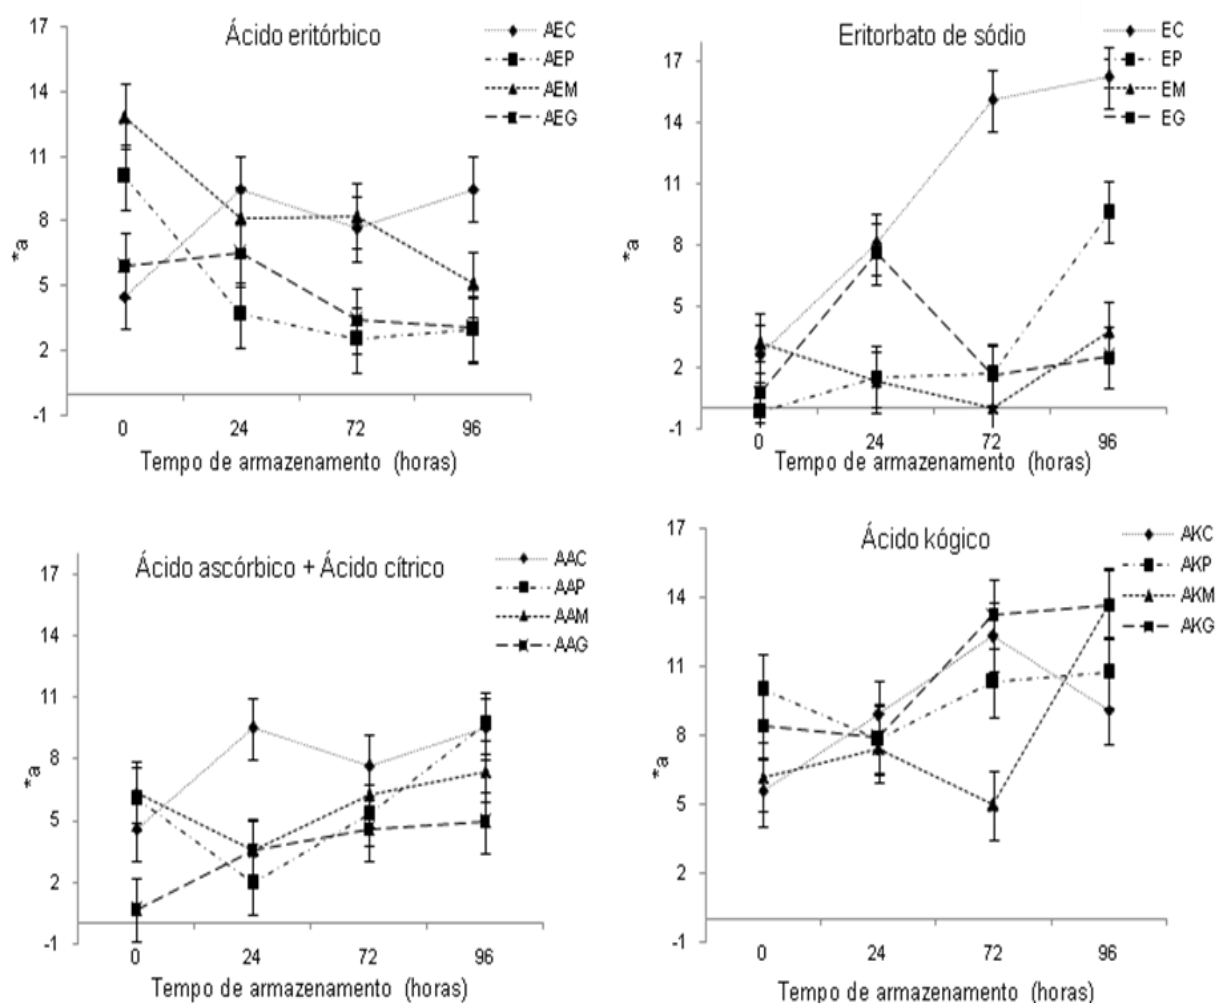 Ácido eritórbico
AEC
AEP
AEM
AEG
17
14
11
8
5
2
-1
*a
0 24 72 96
Tempo de armazenamento (horas)
Eritorbato de sódio
EC
EP
EM
EG
17
14
11
8
5
2
-1
*a
0 24 72 96
Tempo de armazenamento (horas)
Ácido ascórbico + Ácido cítrico
AAC
AAP
AAM
AAG
17
14
11
8
5
2
-1
*a
0 24 72 96
Tempo de armazenamento (horas)
Ácido kógico
AKC
AKP
AKM
AKG
17
14
11
8
5
2
-1
*a
0 24 72 96
Tempo de armazenamento (horas)